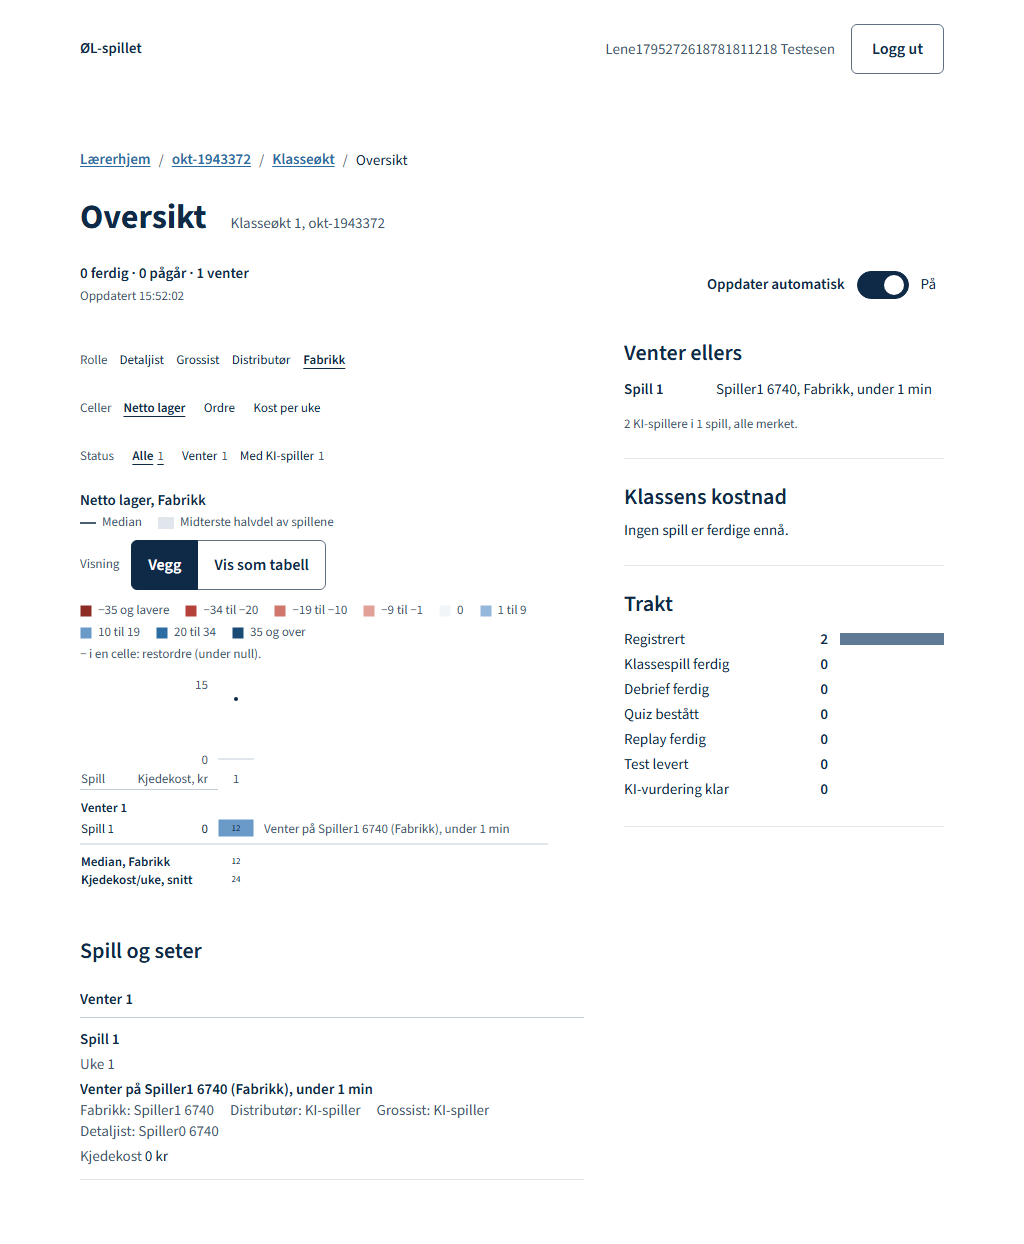 ØL-spillet
Lene1795272618781811218 Testesen
Logg ut
Lærerhjem / okt-1943372 / Klasseøkt / Oversikt
Oversikt
Klasseøkt 1, okt-1943372
0 ferdig · 0 pågår · 1 venter
Oppdatert 15:52:02
Oppdater automatisk
På
Rolle Detaljist Grossist Distributør Fabrikk
Celler Netto lager Ordre Kost per uke
Status Alle 1 Venter 1 Med KI-spiller 1
Netto lager, Fabrikk
Median Midterste halvdel av spillene
Visning Vegg Vis som tabell
−35 og lavere −34 til −20 −19 til −10 −9 til −1 0 1 til 9
10 til 19 20 til 34 35 og over
− i en celle: restordre (under null).
15
0
Spill Kjedekost, kr 1
Venter 1
Spill 1 0 12 Venter på Spiller1 6740 (Fabrikk), under 1 min
Median, Fabrikk 12
Kjedekost/uke, snitt 24
Spill og seter
Venter 1
Spill 1
Uke 1
Venter på Spiller1 6740 (Fabrikk), under 1 min
Fabrikk: Spiller1 6740 Distributør: KI-spiller Grossist: KI-spiller
Detaljist: Spiller0 6740
Kjedekost 0 kr
Venter ellers
Spill 1 Spiller1 6740, Fabrikk, under 1 min
2 KI-spillere i 1 spill, alle merket.
Klassens kostnad
Ingen spill er ferdige ennå.
Trakt
Registrert 2
Klassespill ferdig 0
Debrief ferdig 0
Quiz bestått 0
Replay ferdig 0
Test levert 0
KI-vurdering klar 0